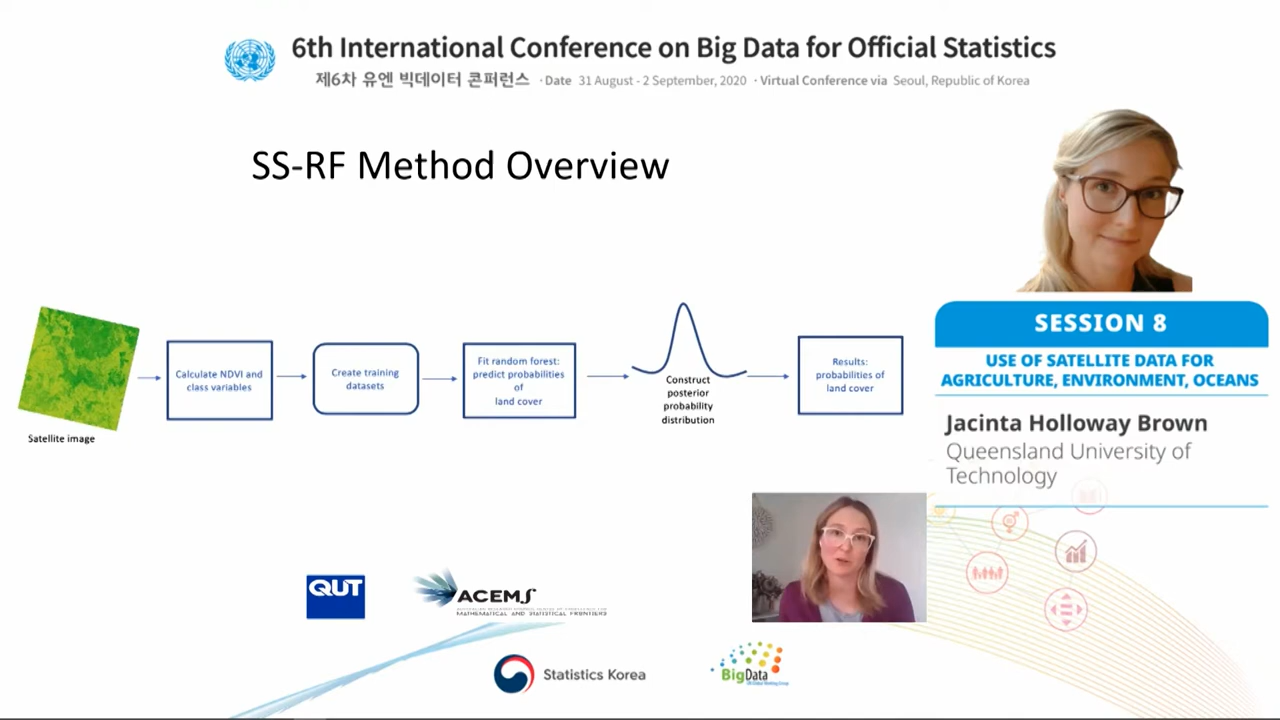 6th International Conference on Big Data for Official Statistics
제6차 유엔 빅데이터 콘퍼런스 · Date 31 August - 2 September, 2020 · Virtual Conference via Seoul, Republic of Korea
SS-RF Method Overview
Satellite image
Calculate NDVI and
class variables
Create training
datasets
Fit random forest:
predict probabilities
of
land cover
Construct
posterior
probability
distribution
Results:
probabilities of
land cover
SESSION 8
USE OF SATELLITE DATA FOR
AGRICULTURE, ENVIRONMENT, OCEANS
Jacinta Holloway Brown
Queensland University of
Technology
QUT
ACEMS
MATHEMATICAL AND STATISTICAL FRONTIERS
Statistics Korea
BigData